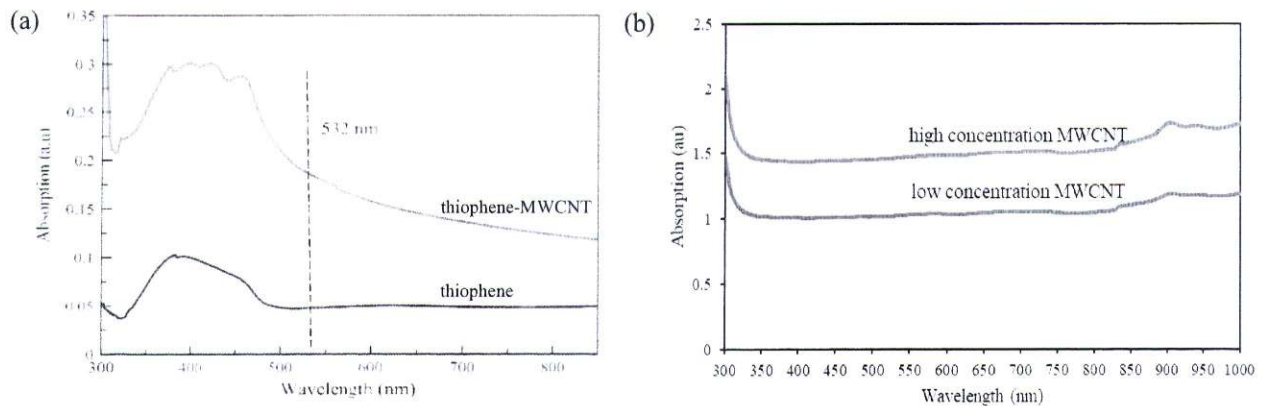 (a)
0.35
0.3
0.25
0.2
0.15
0.1
0.05
0
Absorption (a.u)
532 nm
thiophene-MWCNT
thiophene
300 400 500 600 700 800
Wavelength (nm)
(b)
2.5
2
1.5
1
0.5
0
Absorption (au)
high concentration MWCNT
low concentration MWCNT
300 350 400 450 500 550 600 650 700 750 800 850 900 950 1000
Wavelength (nm)